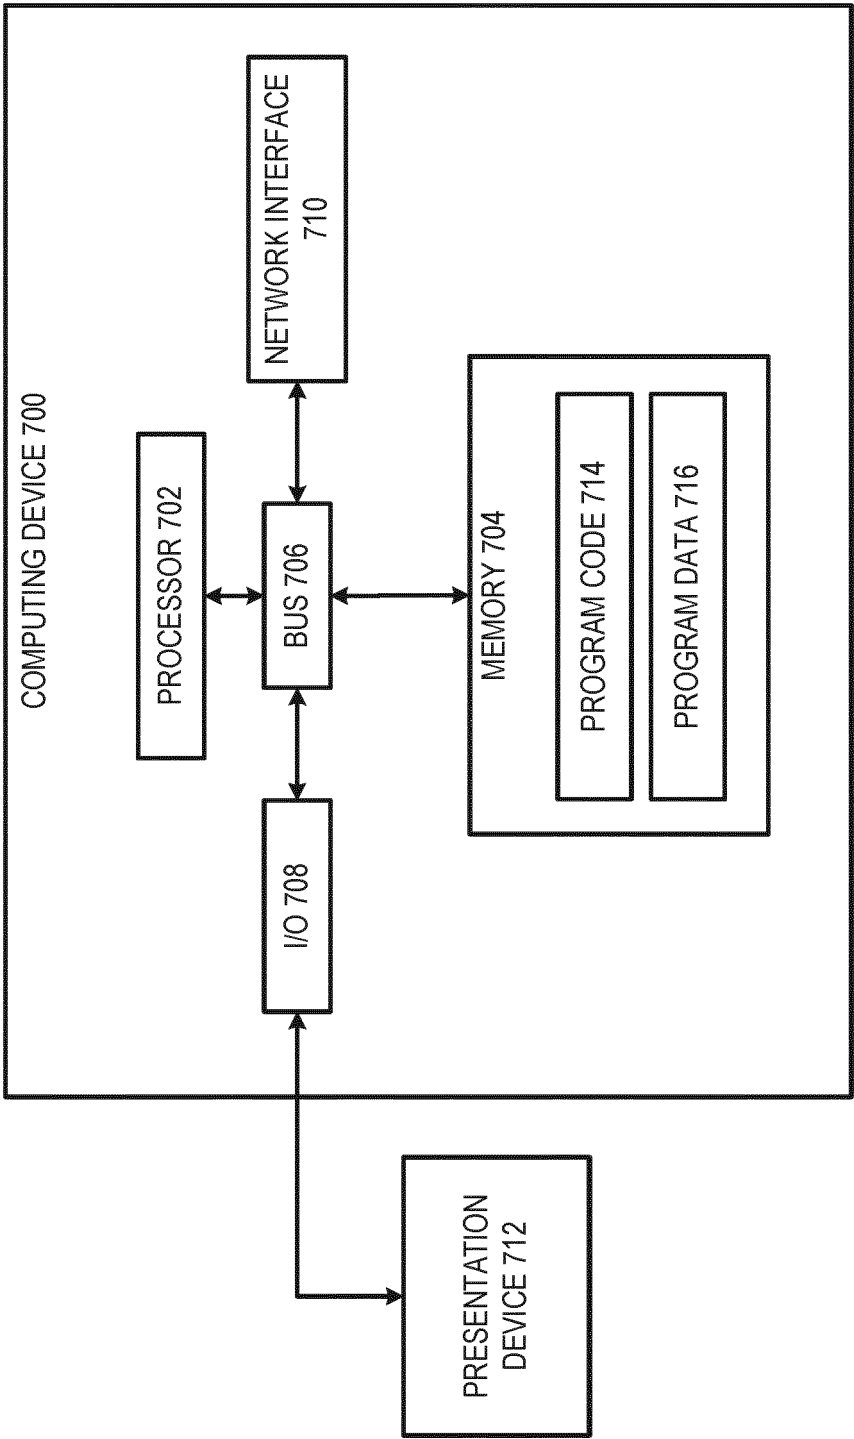 COMPUTING DEVICE 700
PROCESSOR 702
PRESENTATION
DEVICE 712
I/O 708
BUS 706
NETWORK INTERFACE
710
MEMORY 704
PROGRAM CODE 714
PROGRAM DATA 716